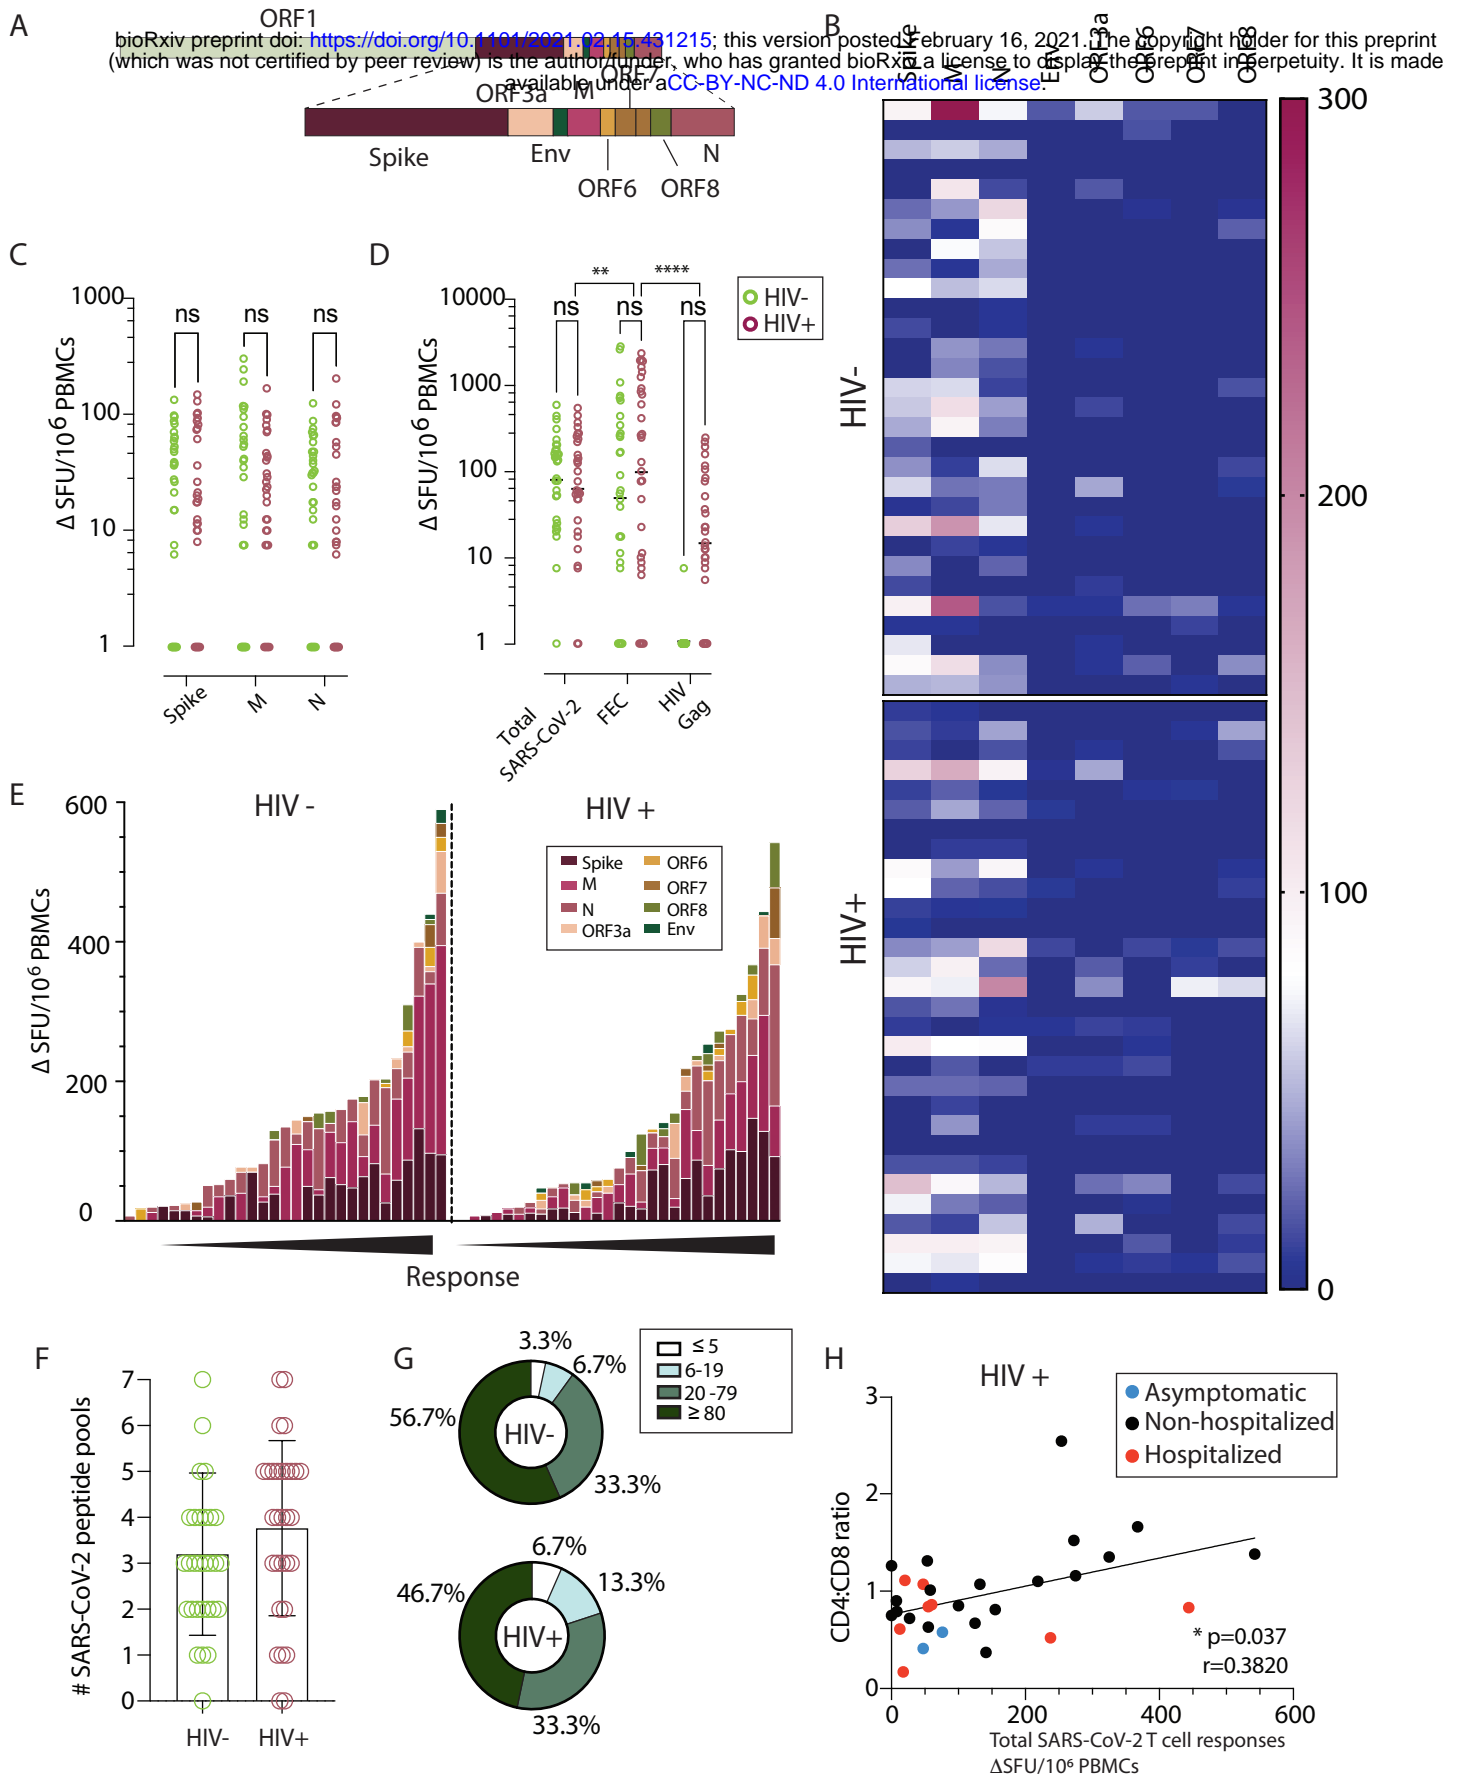 A
ORF1
B
bioRxiv preprint doi: https://doi.org/10.1101/2021.02.15.431215; this version posted February 16, 2021. The copyright holder for this preprint
(which was not certified by peer review) is the author/funder, who has granted bioRxiv a license to display the preprint in perpetuity. It is made
available under aCC-BY-NC-ND 4.0 International license.
ORF7
ORF3a
M
Spike
Env
N
ORF6
ORF8
Spike
M
N
Env
ORF3a
ORF6
ORF7
ORF8
HIV-
HIV+
300
200
100
0
C
Δ SFU/10⁶ PBMCs
1000
100
10
1
ns
ns
ns
Spike
M
N
D
Δ SFU/10⁶ PBMCs
10000
1000
100
10
1
**
****
ns
ns
ns
HIV-
HIV+
Total
SARS-CoV-2
FEC
HIV
Gag
E
Δ SFU/10⁶ PBMCs
600
400
200
0
HIV -
HIV +
Spike
M
N
ORF3a
ORF6
ORF7
ORF8
Env
Response
F
# SARS-CoV-2 peptide pools
7
6
5
4
3
2
1
0
HIV-
HIV+
G
3.3%
6.7%
56.7%
HIV-
33.3%
≤ 5
6-19
20 -79
≥ 80
6.7%
13.3%
46.7%
HIV+
33.3%
H
HIV +
Asymptomatic
Non-hospitalized
Hospitalized
CD4:CD8 ratio
3
2
1
0
* p=0.037
r=0.3820
0
200
400
600
Total SARS-CoV-2 T cell responses
ΔSFU/10⁶ PBMCs